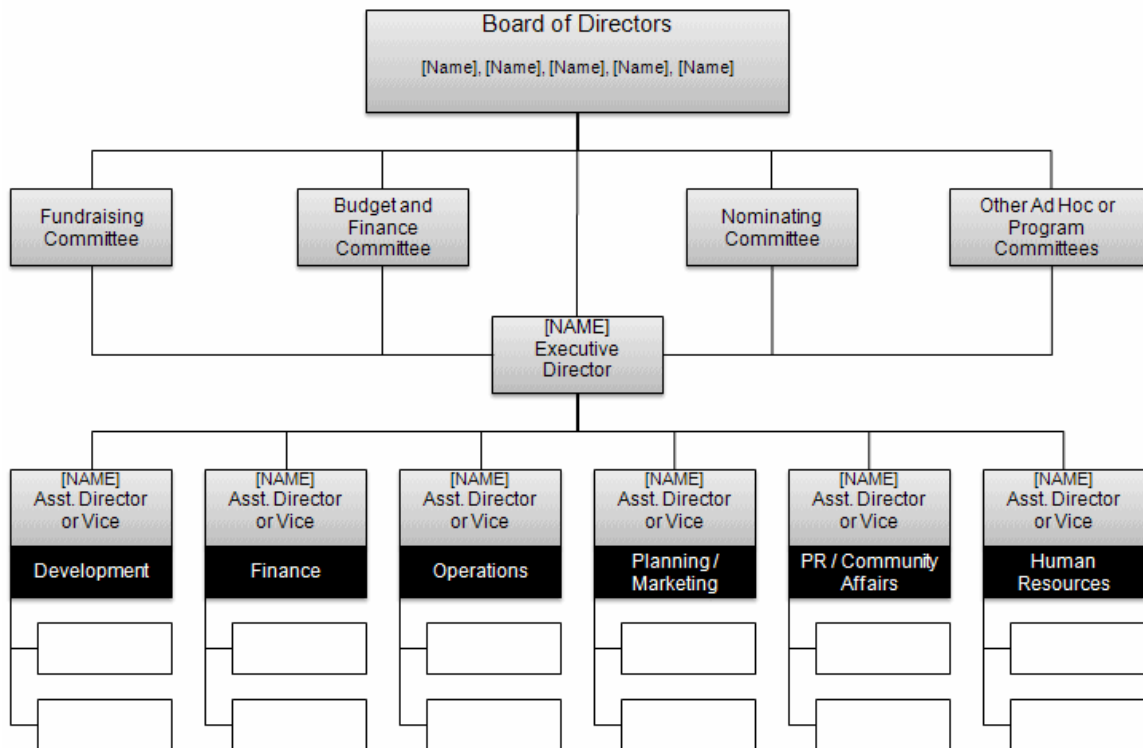 Board of Directors
[Name], [Name], [Name], [Name], [Name]
Fundraising
Committee
Budget and
Finance
Committee
Nominating
Committee
Other Ad Hoc or
Program
Committees
[NAME]
Executive
Director
[NAME]
Asst. Director
or Vice
Development
[NAME]
Asst. Director
or Vice
Finance
[NAME]
Asst. Director
or Vice
Operations
[NAME]
Asst. Director
or Vice
Planning /
Marketing
[NAME]
Asst. Director
or Vice
PR / Community
Affairs
[NAME]
Asst. Director
or Vice
Human
Resources